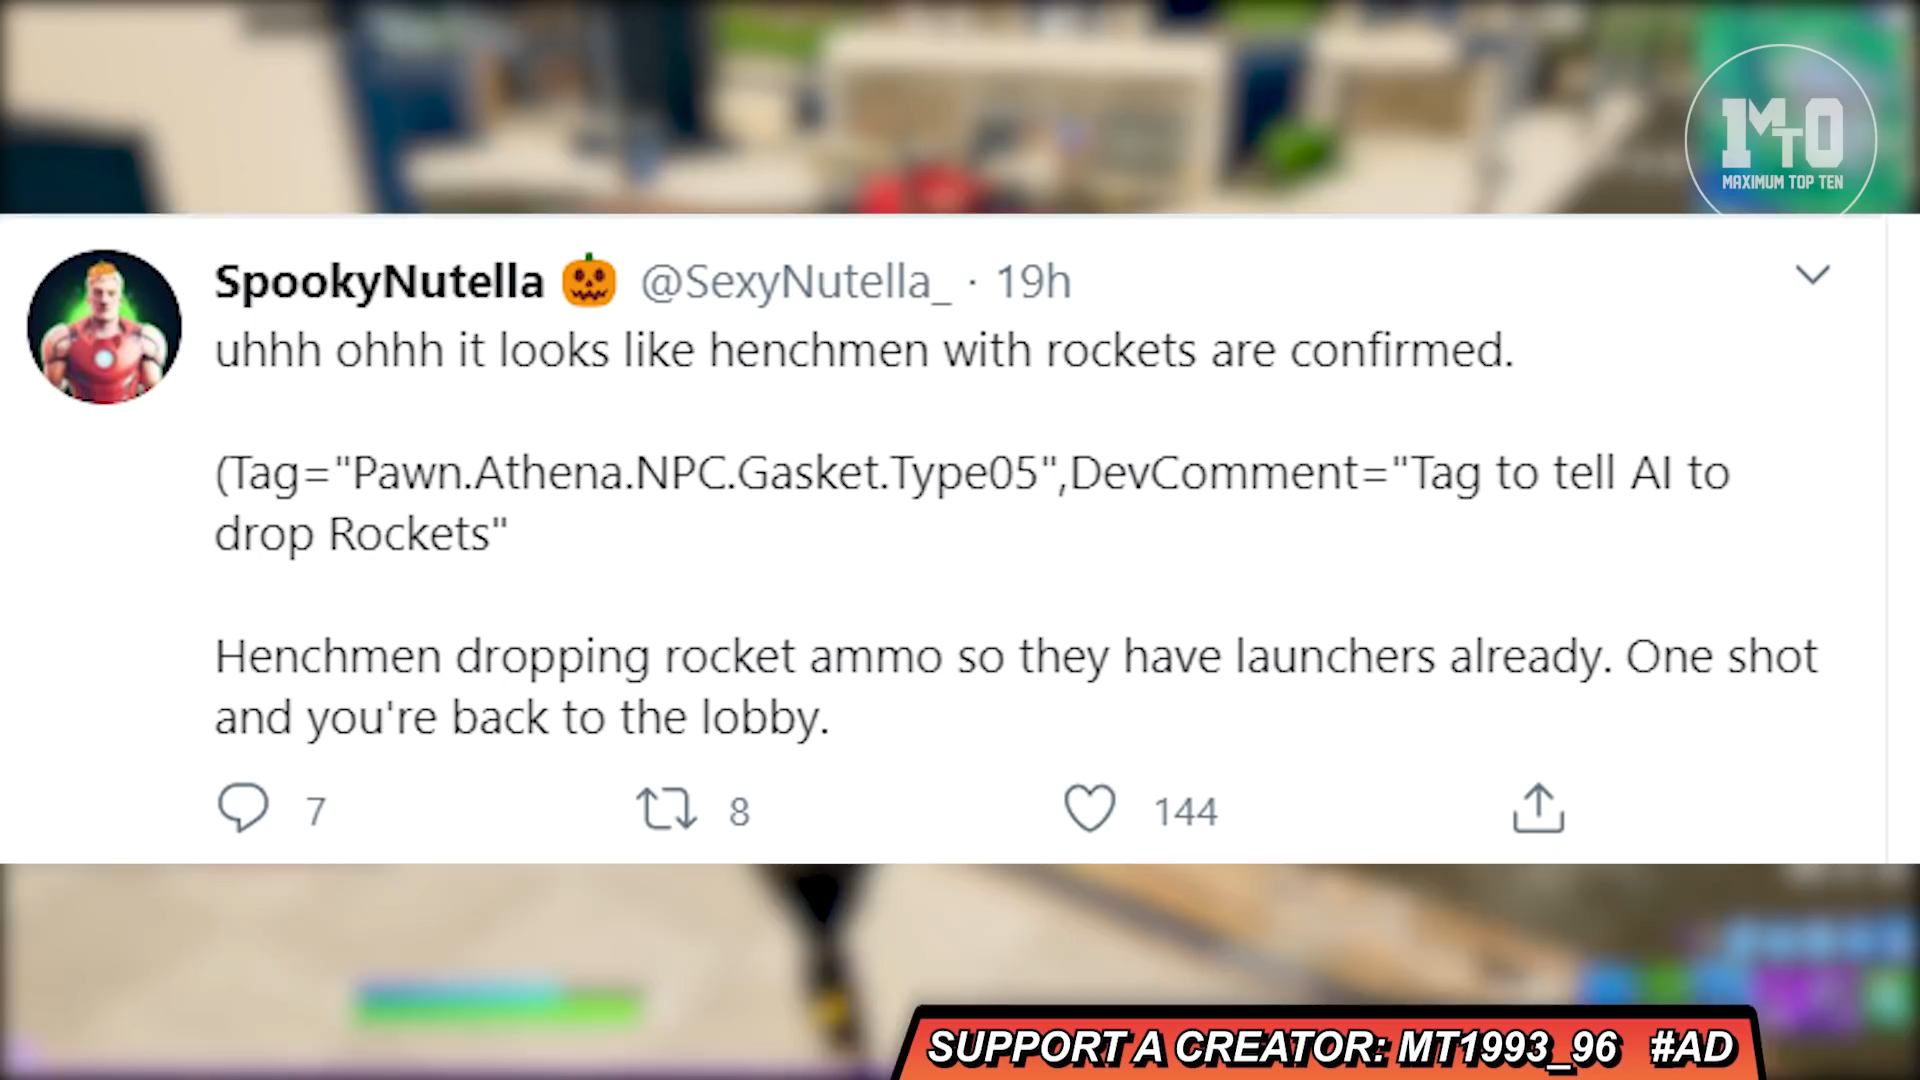 1MT0
MAXIMUM TOP TEN
SpookyNutella 🎃 @SexyNutella_ · 19h
uhhh ohhh it looks like henchmen with rockets are confirmed.
(Tag="Pawn.Athena.NPC.Gasket.Type05",DevComment="Tag to tell AI to
drop Rockets"
Henchmen dropping rocket ammo so they have launchers already. One shot
and you're back to the lobby.
7 8 144
SUPPORT A CREATOR: MT1993_96 #AD